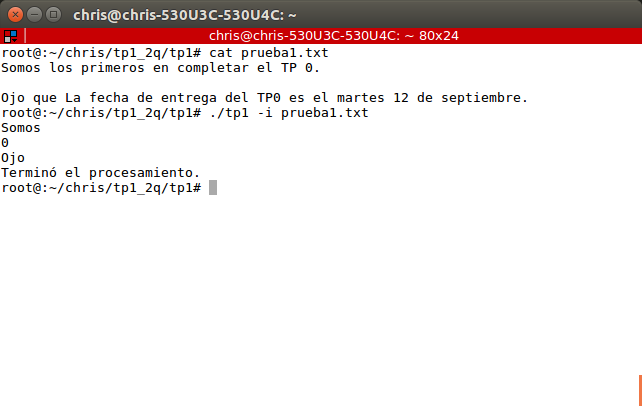 chris@chris-530U3C-530U4C: ~
chris@chris-530U3C-530U4C: ~ 80x24
root@:~/chris/tp1_2q/tp1# cat prueba1.txt
Somos los primeros en completar el TP 0.

Ojo que La fecha de entrega del TP0 es el martes 12 de septiembre.
root@:~/chris/tp1_2q/tp1# ./tp1 -i prueba1.txt
Somos
0
Ojo
Terminó el procesamiento.
root@:~/chris/tp1_2q/tp1#